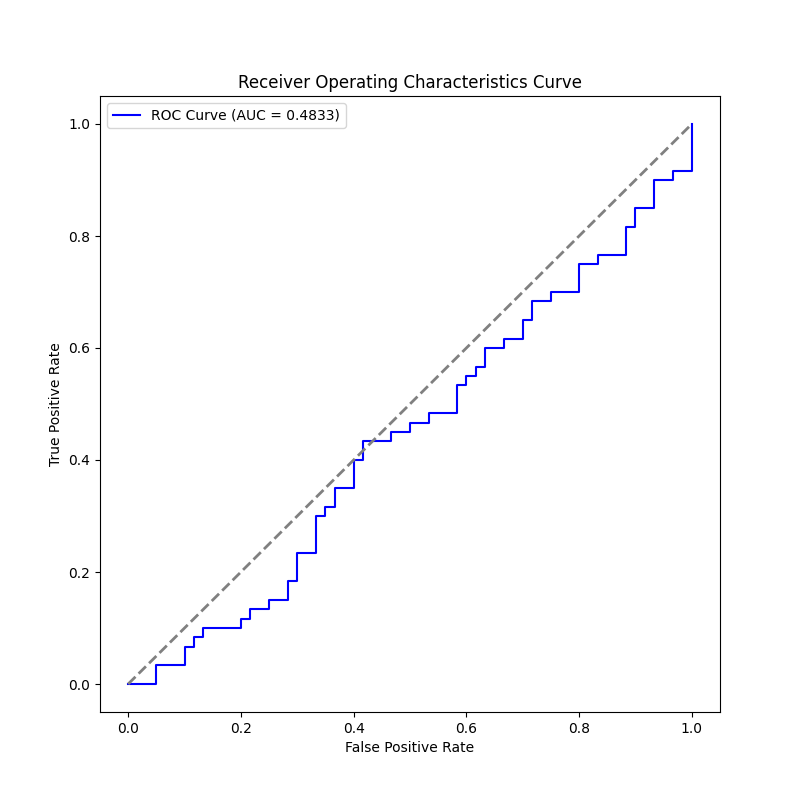 Receiver Operating Characteristics Curve
ROC Curve (AUC = 0.4833)
1.0
0.8
0.6
0.4
0.2
0.0
True Positive Rate
0.0 0.2 0.4 0.6 0.8 1.0
False Positive Rate